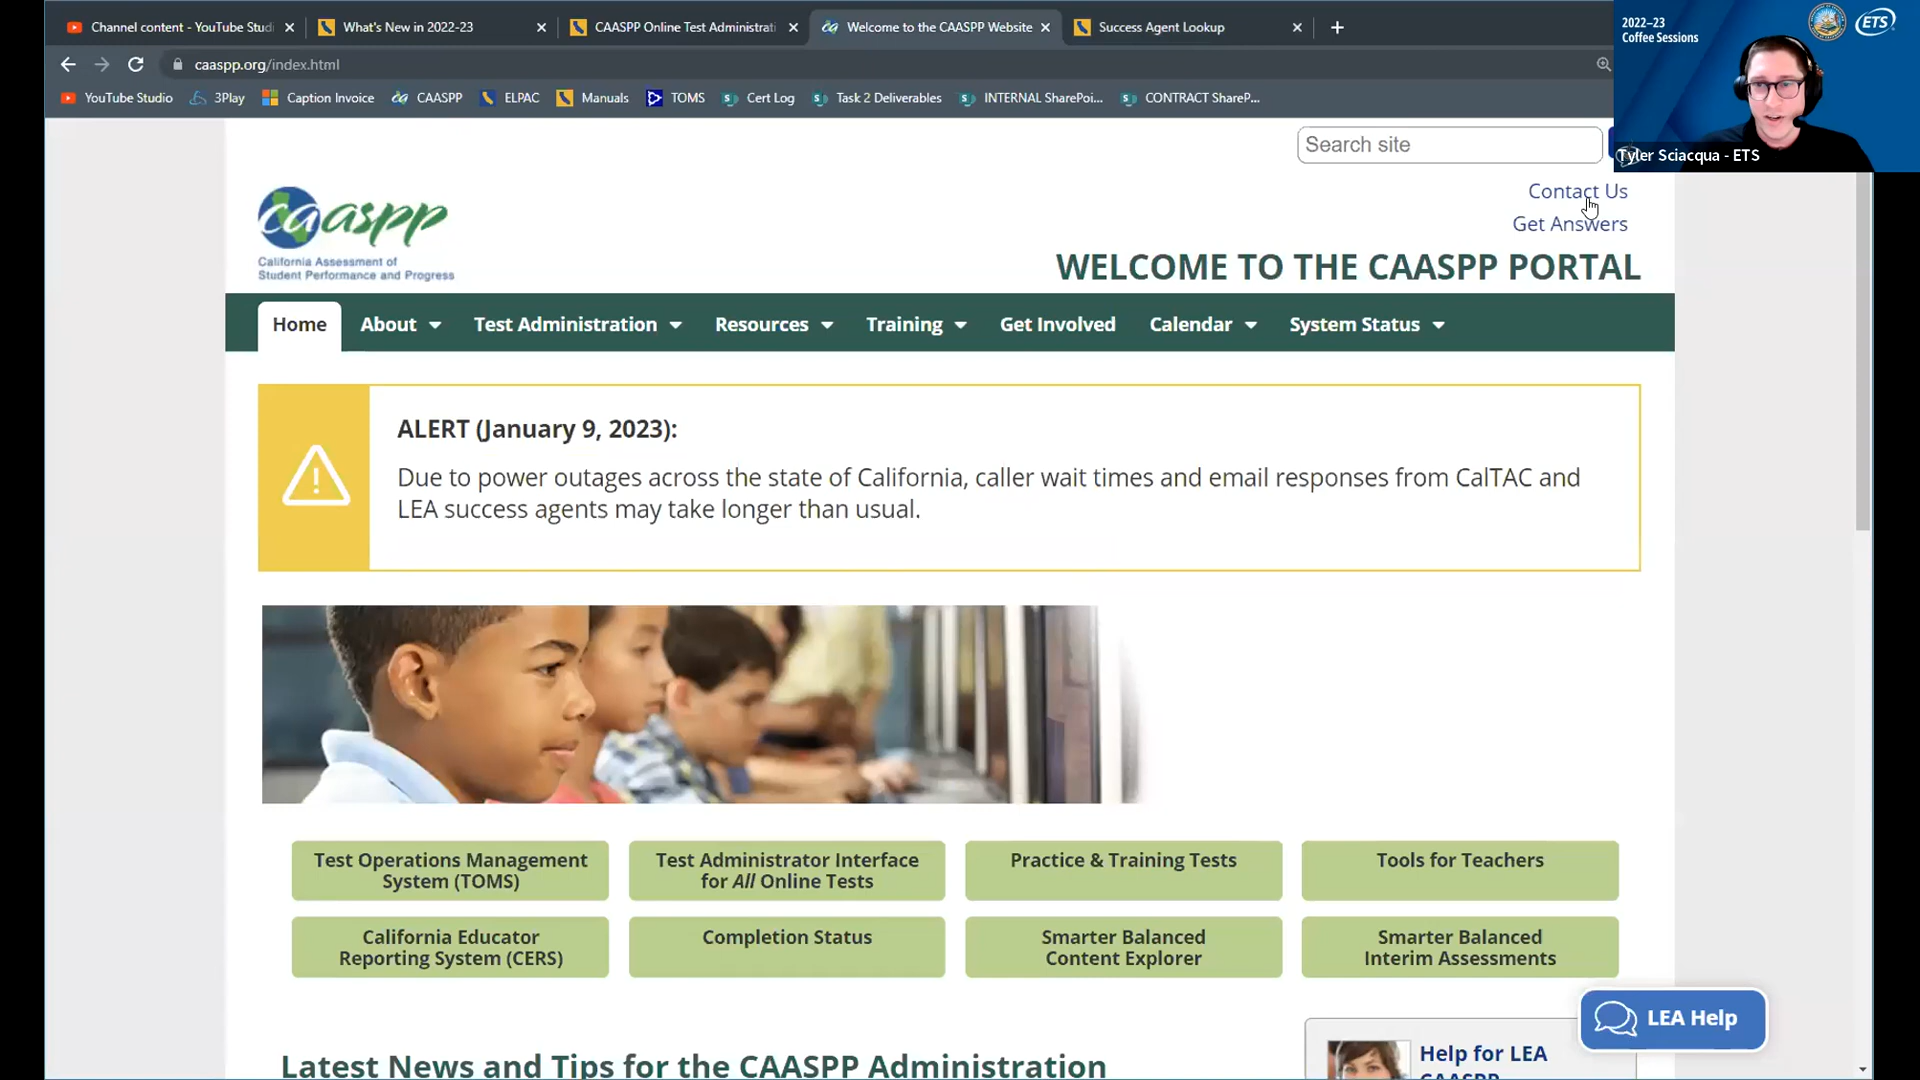 Channel content - YouTube Studi
What's New in 2022-23
CAASPP Online Test Administrati
Welcome to the CAASPP Website
Success Agent Lookup
caaspp.org/index.html
YouTube Studio
3Play
Caption Invoice
CAASPP
ELPAC
Manuals
TOMS
Cert Log
Task 2 Deliverables
INTERNAL SharePoi...
CONTRACT ShareP...
2022–23
Coffee Sessions
ETS
Tyler Sciacqua - ETS
Search site
Contact Us
Get Answers
caaspp
California Assessment of
Student Performance and Progress
WELCOME TO THE CAASPP PORTAL
Home
About
Test Administration
Resources
Training
Get Involved
Calendar
System Status
ALERT (January 9, 2023):
Due to power outages across the state of California, caller wait times and email responses from CalTAC and
LEA success agents may take longer than usual.
Test Operations Management
System (TOMS)
Test Administrator Interface
for All Online Tests
Practice & Training Tests
Tools for Teachers
California Educator
Reporting System (CERS)
Completion Status
Smarter Balanced
Content Explorer
Smarter Balanced
Interim Assessments
LEA Help
Latest News and Tips for the CAASPP Administration
Help for LEA
CAASPP